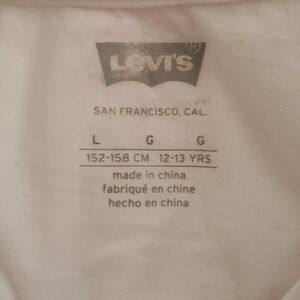 LEVI'S ®
SAN FRANCISCO, CAL.
L G G
152-158 CM 12-13 YRS
made in china
fabriqué en chine
hecho en china